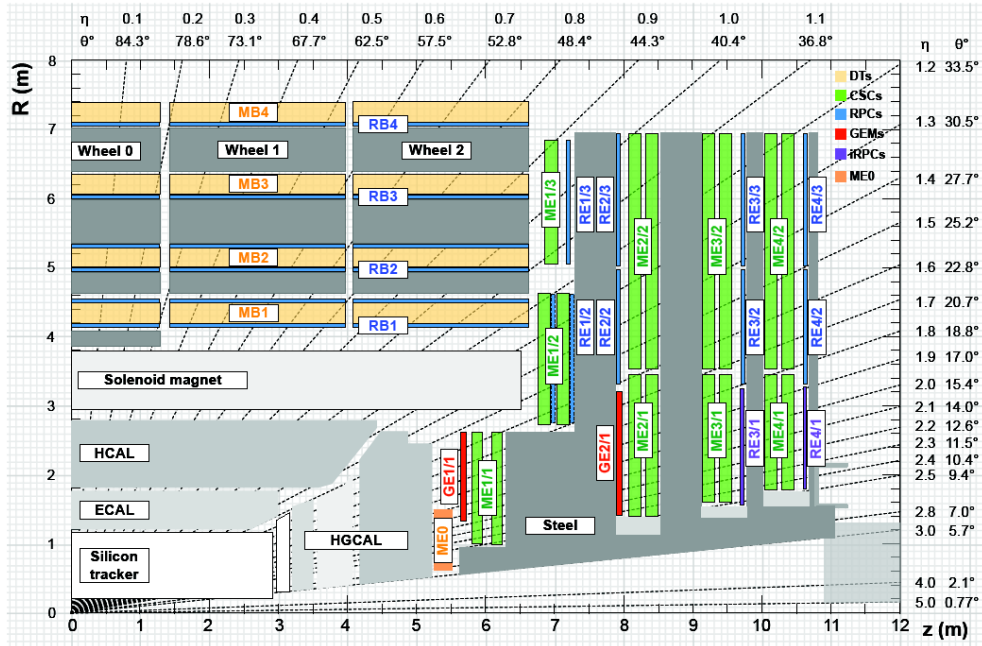 η 0.1 0.2 0.3 0.4 0.5 0.6 0.7 0.8 0.9 1.0 1.1
θ° 84.3° 78.6° 73.1° 67.7° 62.5° 57.5° 52.8° 48.4° 44.3° 40.4° 36.8° η θ°
R (m)
8
7
6
5
4
3
2
1
0
1.2 33.5°
1.3 30.5°
1.4 27.7°
1.5 25.2°
1.6 22.8°
1.7 20.7°
1.8 18.8°
1.9 17.0°
2.0 15.4°
2.1 14.0°
2.2 12.6°
2.3 11.5°
2.4 10.4°
2.5 9.4°
2.8 7.0°
3.0 5.7°
4.0 2.1°
5.0 0.77°
DTs
CSCs
RPCs
GEMs
iRPCs
ME0
MB4
RB4
Wheel 0
Wheel 1
Wheel 2
MB3
RB3
MB2
RB2
MB1
RB1
Solenoid magnet
HCAL
ECAL
Silicon
tracker
HGCAL
Steel
ME0
GE1/1
ME1/1
ME1/2
ME1/3
RE1/3
RE2/3
RE1/2
RE2/2
GE2/1
ME2/2
ME2/1
ME3/2
ME3/1
RE3/3
RE3/2
RE3/1
ME4/2
ME4/1
RE4/3
RE4/2
RE4/1
0 1 2 3 4 5 6 7 8 9 10 11 12
z (m)